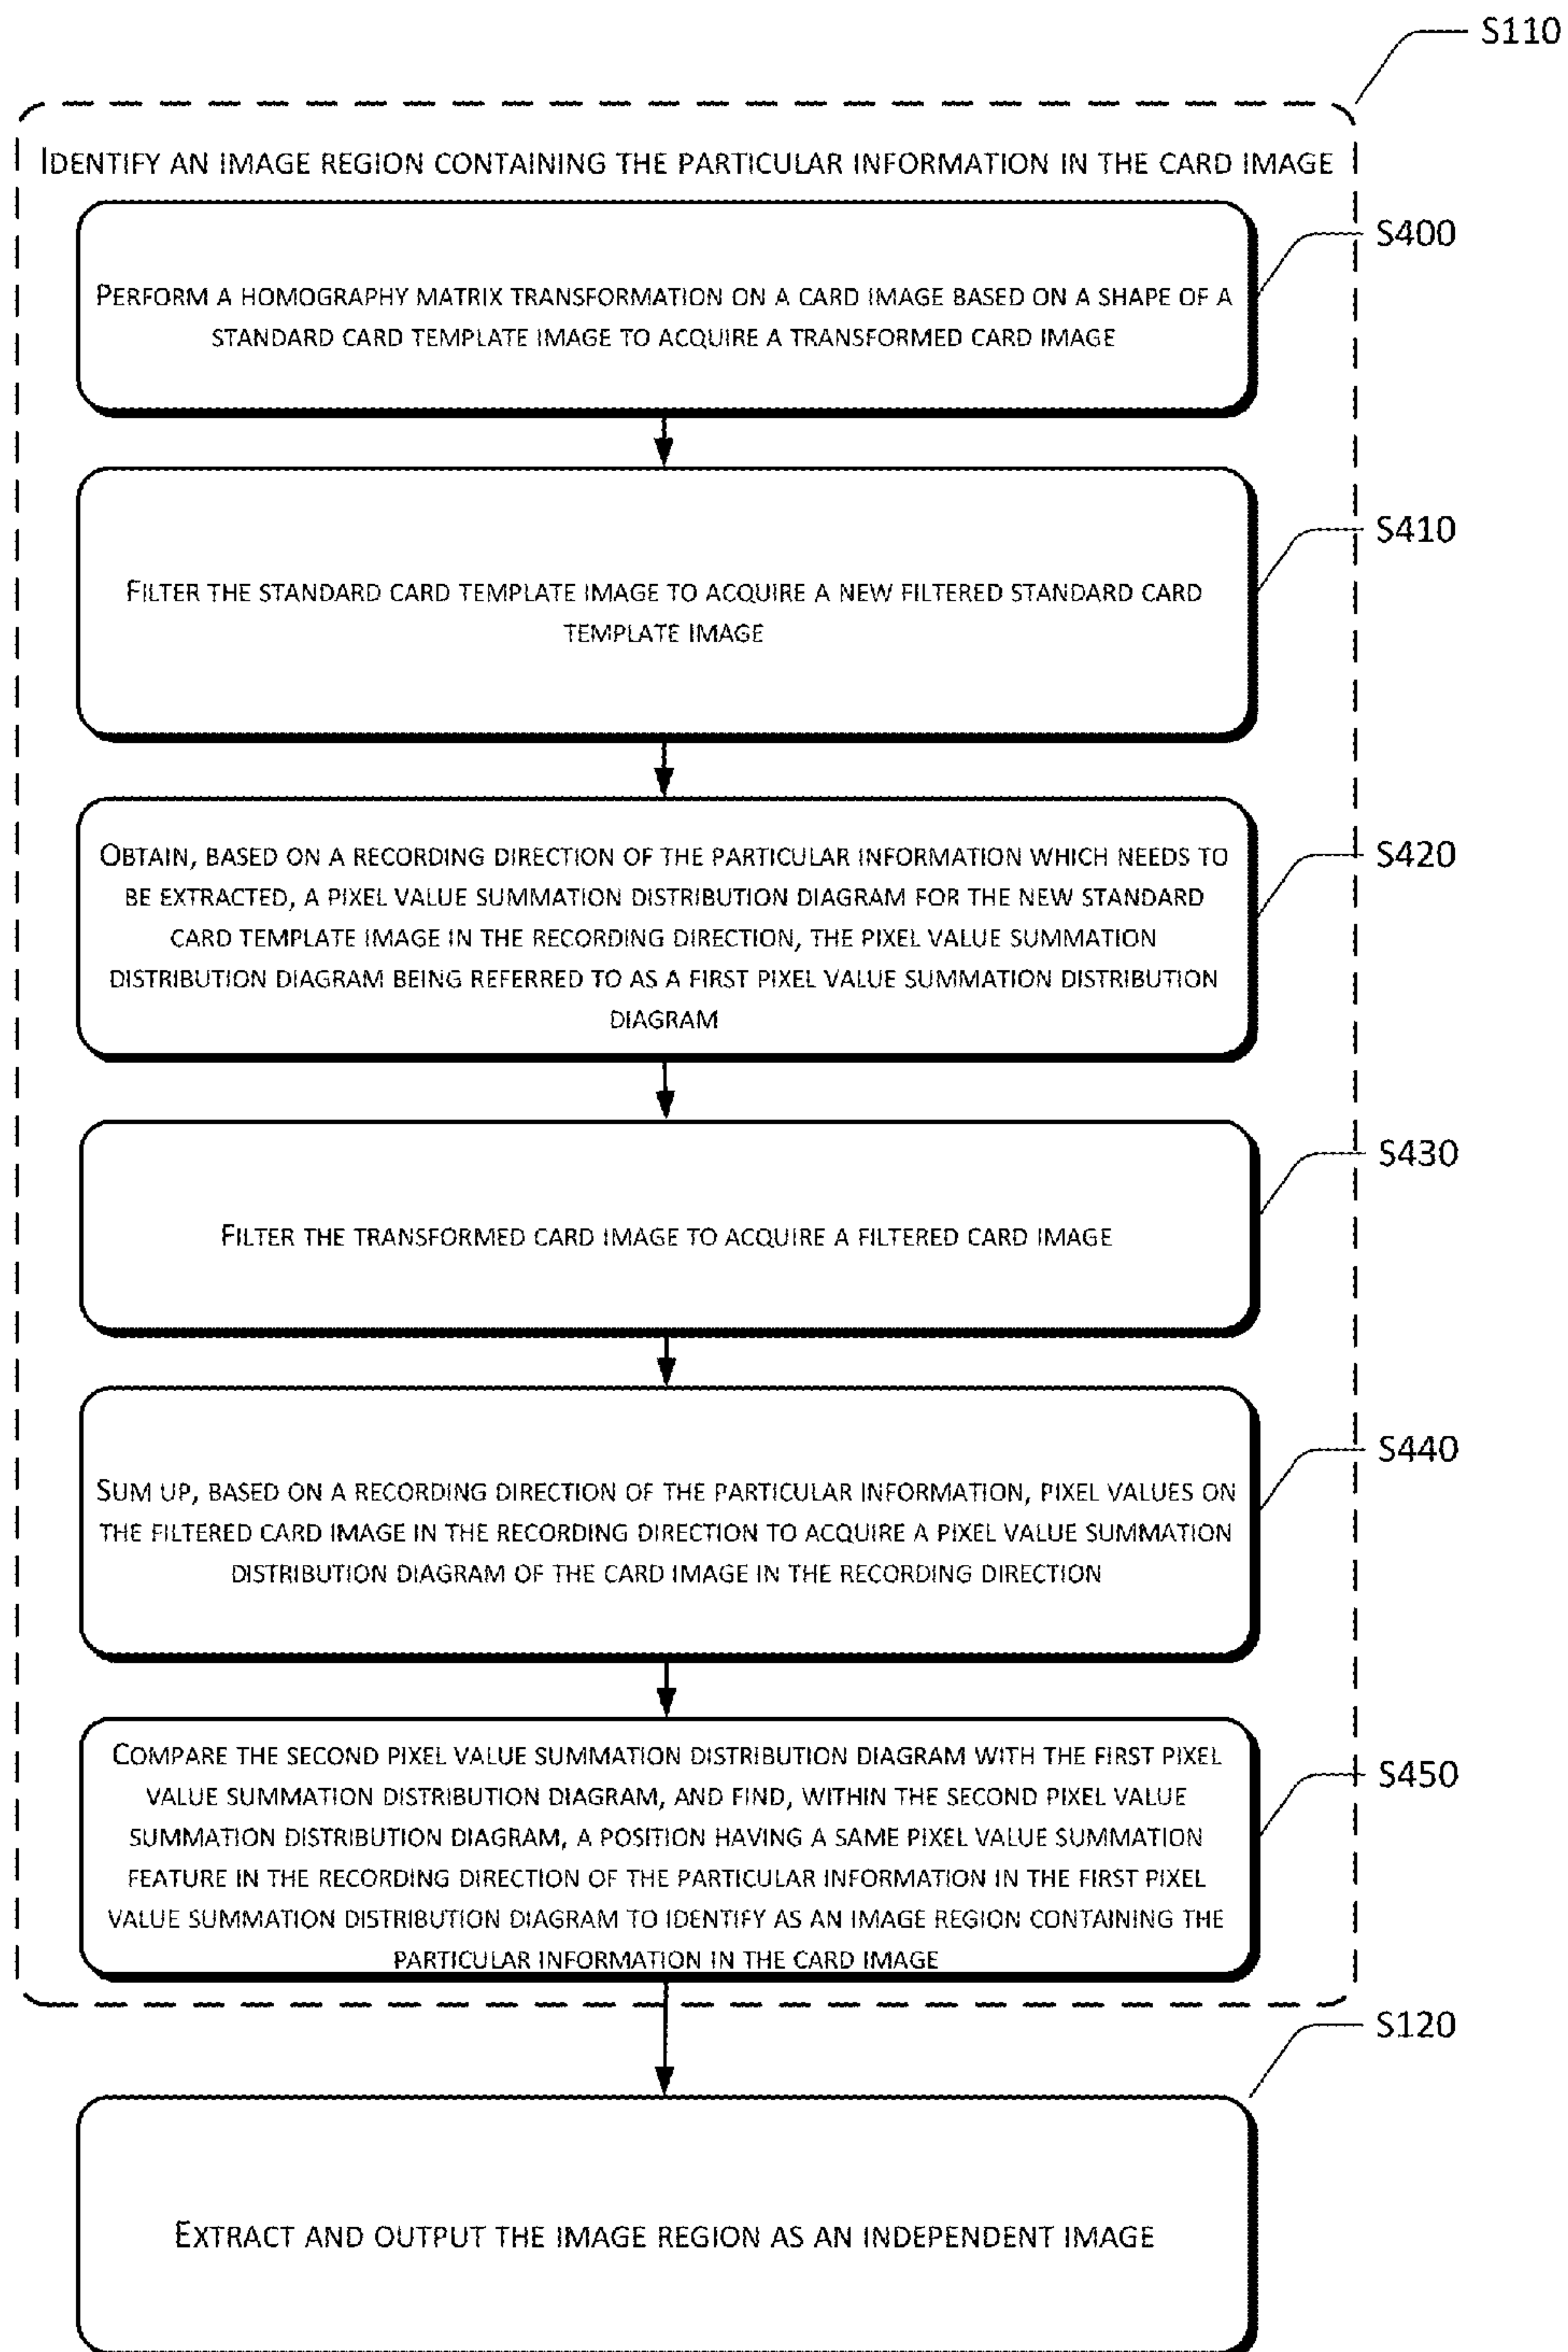 S110
IDENTIFY AN IMAGE REGION CONTAINING THE PARTICULAR INFORMATION IN THE CARD IMAGE
S400
PERFORM A HOMOGRAPHY MATRIX TRANSFORMATION ON A CARD IMAGE BASED ON A SHAPE OF A
STANDARD CARD TEMPLATE IMAGE TO ACQUIRE A TRANSFORMED CARD IMAGE
S410
FILTER THE STANDARD CARD TEMPLATE IMAGE TO ACQUIRE A NEW FILTERED STANDARD CARD
TEMPLATE IMAGE
S420
OBTAIN, BASED ON A RECORDING DIRECTION OF THE PARTICULAR INFORMATION WHICH NEEDS TO
BE EXTRACTED, A PIXEL VALUE SUMMATION DISTRIBUTION DIAGRAM FOR THE NEW STANDARD
CARD TEMPLATE IMAGE IN THE RECORDING DIRECTION, THE PIXEL VALUE SUMMATION
DISTRIBUTION DIAGRAM BEING REFERRED TO AS A FIRST PIXEL VALUE SUMMATION DISTRIBUTION
DIAGRAM
S430
FILTER THE TRANSFORMED CARD IMAGE TO ACQUIRE A FILTERED CARD IMAGE
S440
SUM UP, BASED ON A RECORDING DIRECTION OF THE PARTICULAR INFORMATION, PIXEL VALUES ON
THE FILTERED CARD IMAGE IN THE RECORDING DIRECTION TO ACQUIRE A PIXEL VALUE SUMMATION
DISTRIBUTION DIAGRAM OF THE CARD IMAGE IN THE RECORDING DIRECTION
S450
COMPARE THE SECOND PIXEL VALUE SUMMATION DISTRIBUTION DIAGRAM WITH THE FIRST PIXEL
VALUE SUMMATION DISTRIBUTION DIAGRAM, AND FIND, WITHIN THE SECOND PIXEL VALUE
SUMMATION DISTRIBUTION DIAGRAM, A POSITION HAVING A SAME PIXEL VALUE SUMMATION
FEATURE IN THE RECORDING DIRECTION OF THE PARTICULAR INFORMATION IN THE FIRST PIXEL
VALUE SUMMATION DISTRIBUTION DIAGRAM TO IDENTIFY AS AN IMAGE REGION CONTAINING THE
PARTICULAR INFORMATION IN THE CARD IMAGE
S120
EXTRACT AND OUTPUT THE IMAGE REGION AS AN INDEPENDENT IMAGE